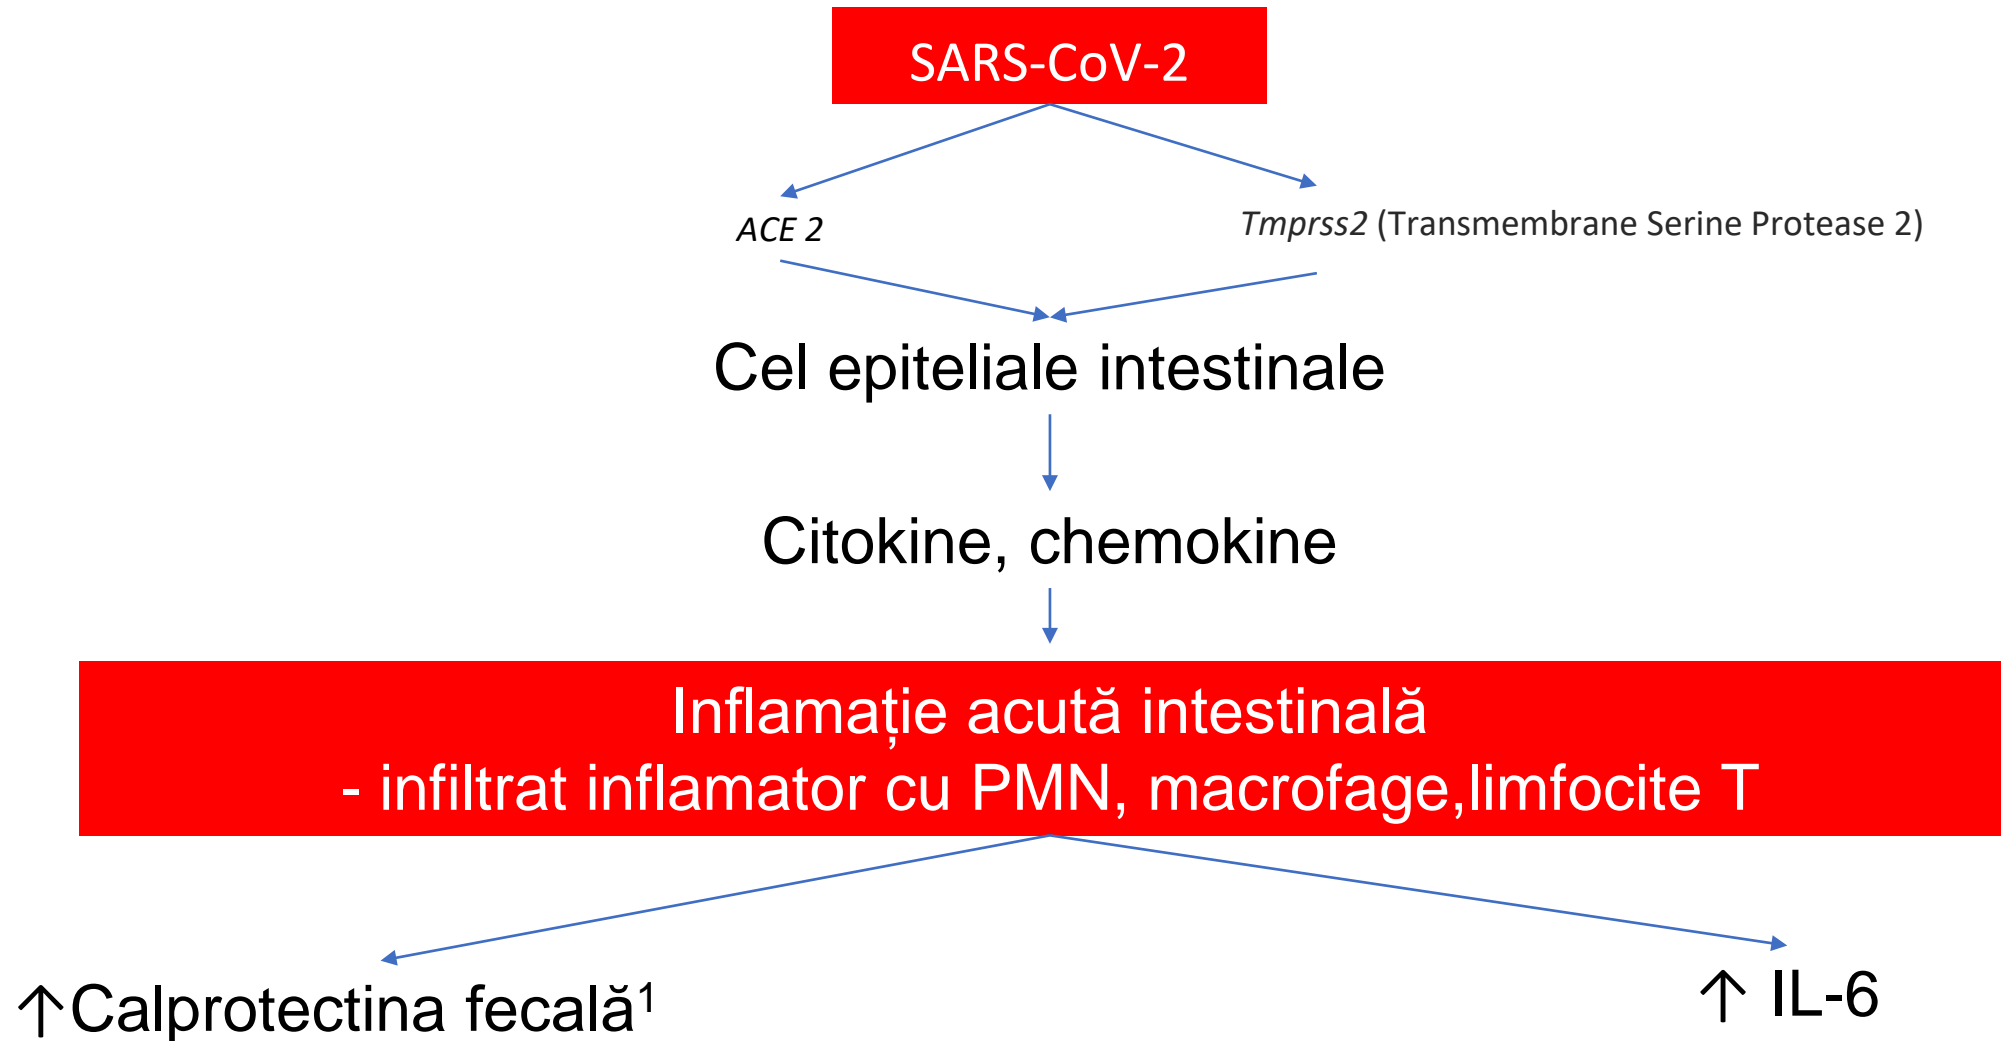 SARS-CoV-2
ACE 2
Tmprss2 (Transmembrane Serine Protease 2)
Cel epiteliale intestinale
Citokine, chemokine
Inflamație acută intestinală
- infiltrat inflamator cu PMN, macrofage,limfocite T
↑Calprotectina fecală¹
↑ IL-6